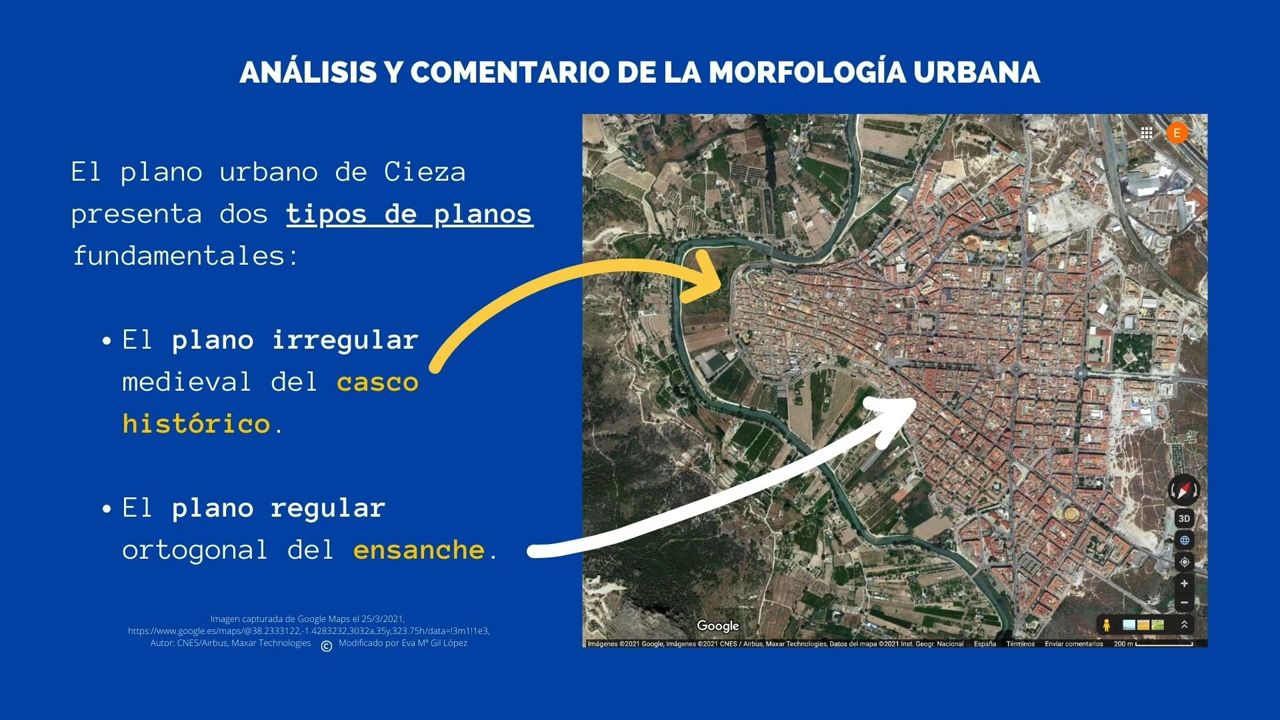 ANÁLISIS Y COMENTARIO DE LA MORFOLOGÍA URBANA
El plano urbano de Cieza
presenta dos tipos de planos
fundamentales:
• El plano irregular
medieval del casco
histórico.
• El plano regular
ortogonal del ensanche.
Imagen capturada de Google Maps el 25/3/2021,
https://www.google.es/maps/@38.2333122,-1.4283232,3032a,35y,323.75h/data=!3m1!1e3,
Autor: CNES/Airbus, Maxar Technologies © Modificado por Eva Mª Gil López
E
3D
+
−
Google
Imágenes ©2021 Google, Imágenes ©2021 CNES / Airbus, Maxar Technologies, Datos del mapa ©2021 Inst. Geogr. Nacional España Términos Enviar comentarios 200 m